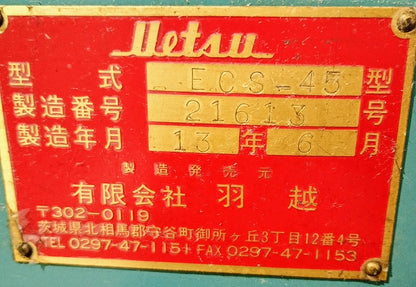 Uetsu
型式 ECS-45 型
製造番号 21613 号
製造年月 13 年 6 月
製造発売元
有限会社 羽越
〒302-0119
茨城県北相馬郡守谷町御所ヶ丘3丁目12番4号
TEL 0297-47-1151 FAX 0297-47-1153